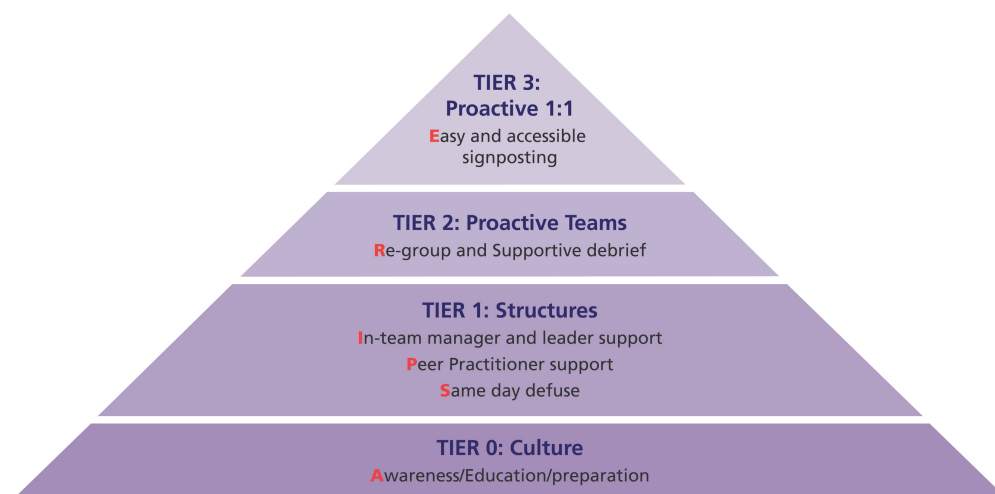 TIER 3:
Proactive 1:1
Easy and accessible
signposting
TIER 2: Proactive Teams
Re-group and Supportive debrief
TIER 1: Structures
In-team manager and leader support
Peer Practitioner support
Same day defuse
TIER 0: Culture
Awareness/Education/preparation